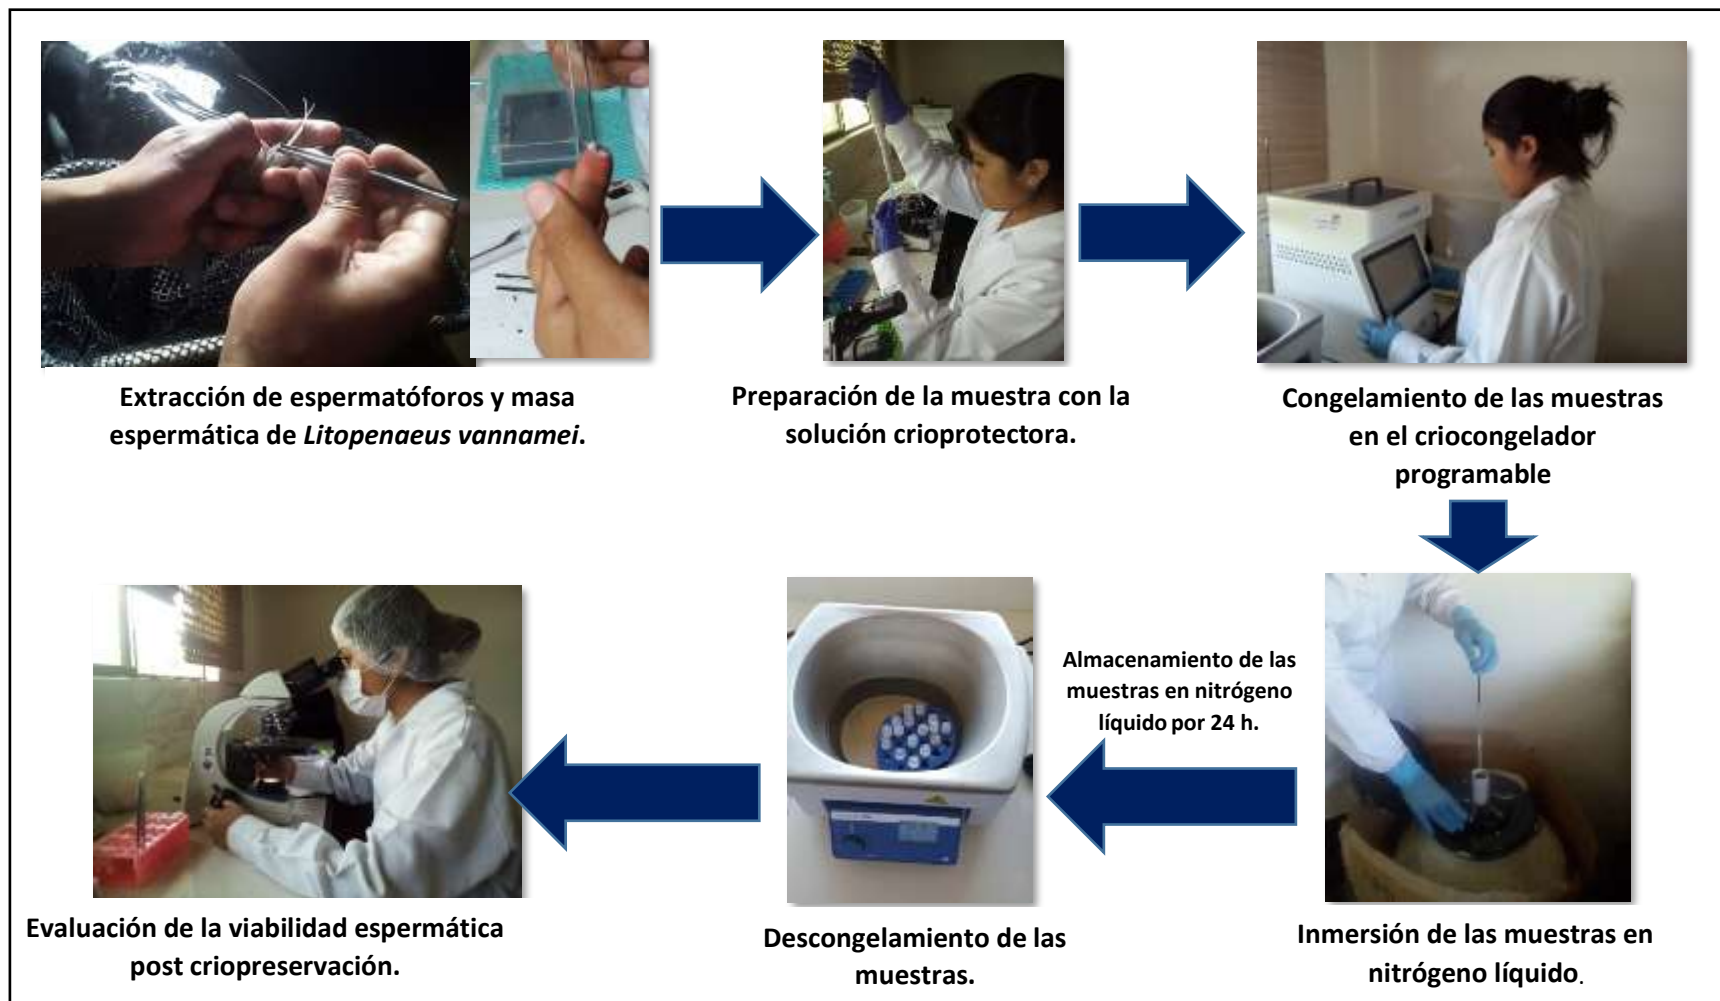 Extracción de espermatóforos y masa
espermática de Litopenaeus vannamei.
Preparación de la muestra con la
solución crioprotectora.
Congelamiento de las muestras
en el criocongelador
programable
Inmersión de las muestras en
nitrógeno líquido.
Almacenamiento de las
muestras en nitrógeno
líquido por 24 h.
Descongelamiento de las
muestras.
Evaluación de la viabilidad espermática
post criopreservación.